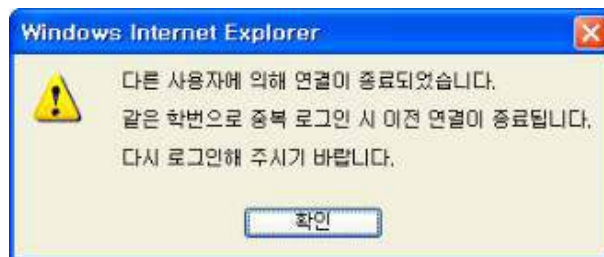 Windows Internet Explorer
다른 사용자에 의해 연결이 종료되었습니다.
같은 학번으로 중복 로그인 시 이전 연결이 종료됩니다.
다시 로그인해 주시기 바랍니다.
확인